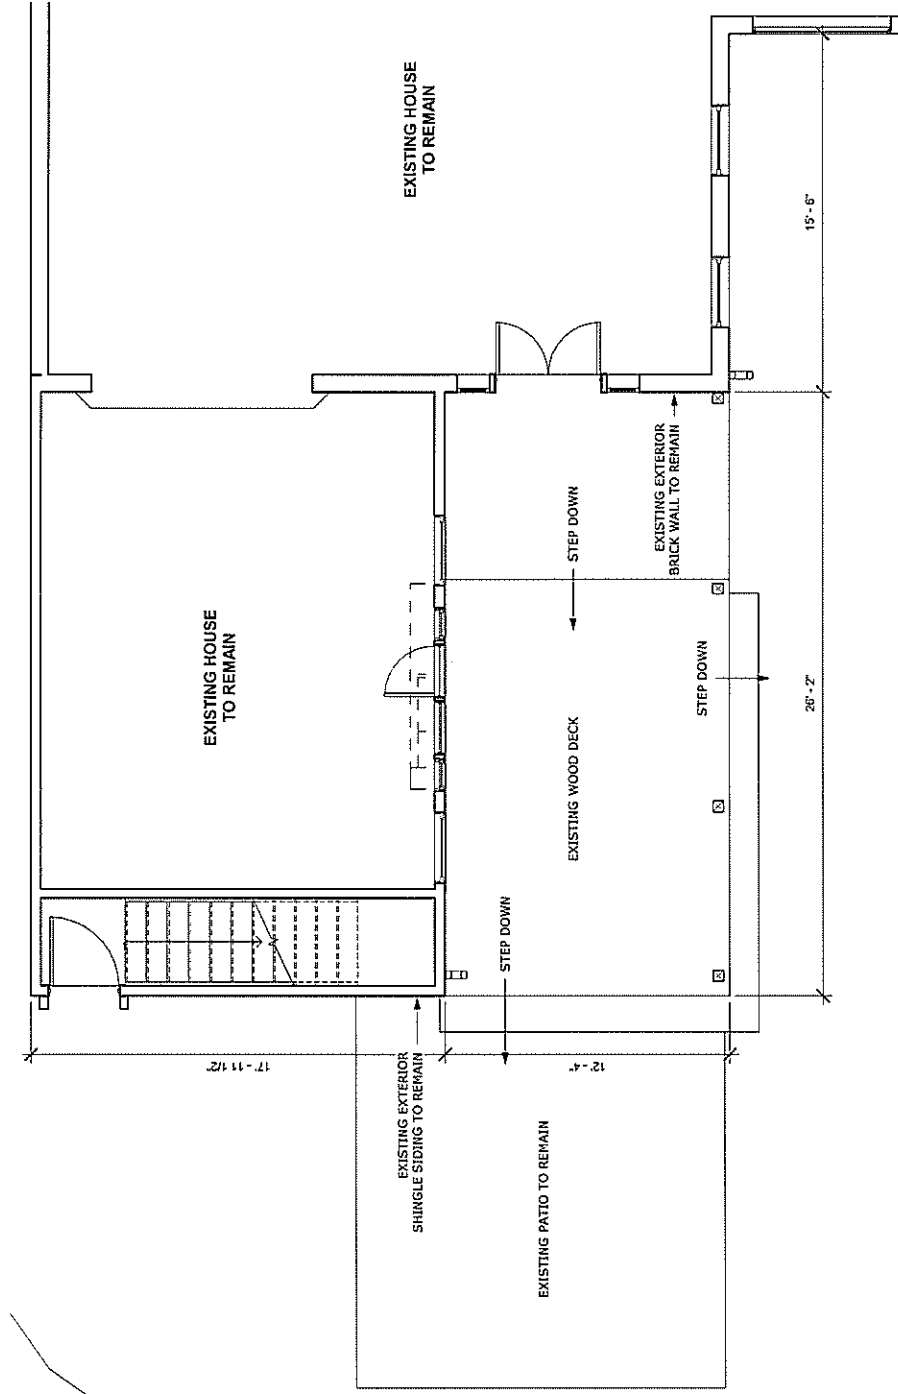 EXISTING HOUSE
TO REMAIN
15' - 6"
EXISTING HOUSE
TO REMAIN
STEP DOWN
EXISTING EXTERIOR
BRICK WALL TO REMAIN
EXISTING WOOD DECK
STEP DOWN
26' - 2"
STEP DOWN
17' - 11 1/2"
12' - 4"
EXISTING EXTERIOR
SHINGLE SIDING TO REMAIN
EXISTING PATIO TO REMAIN